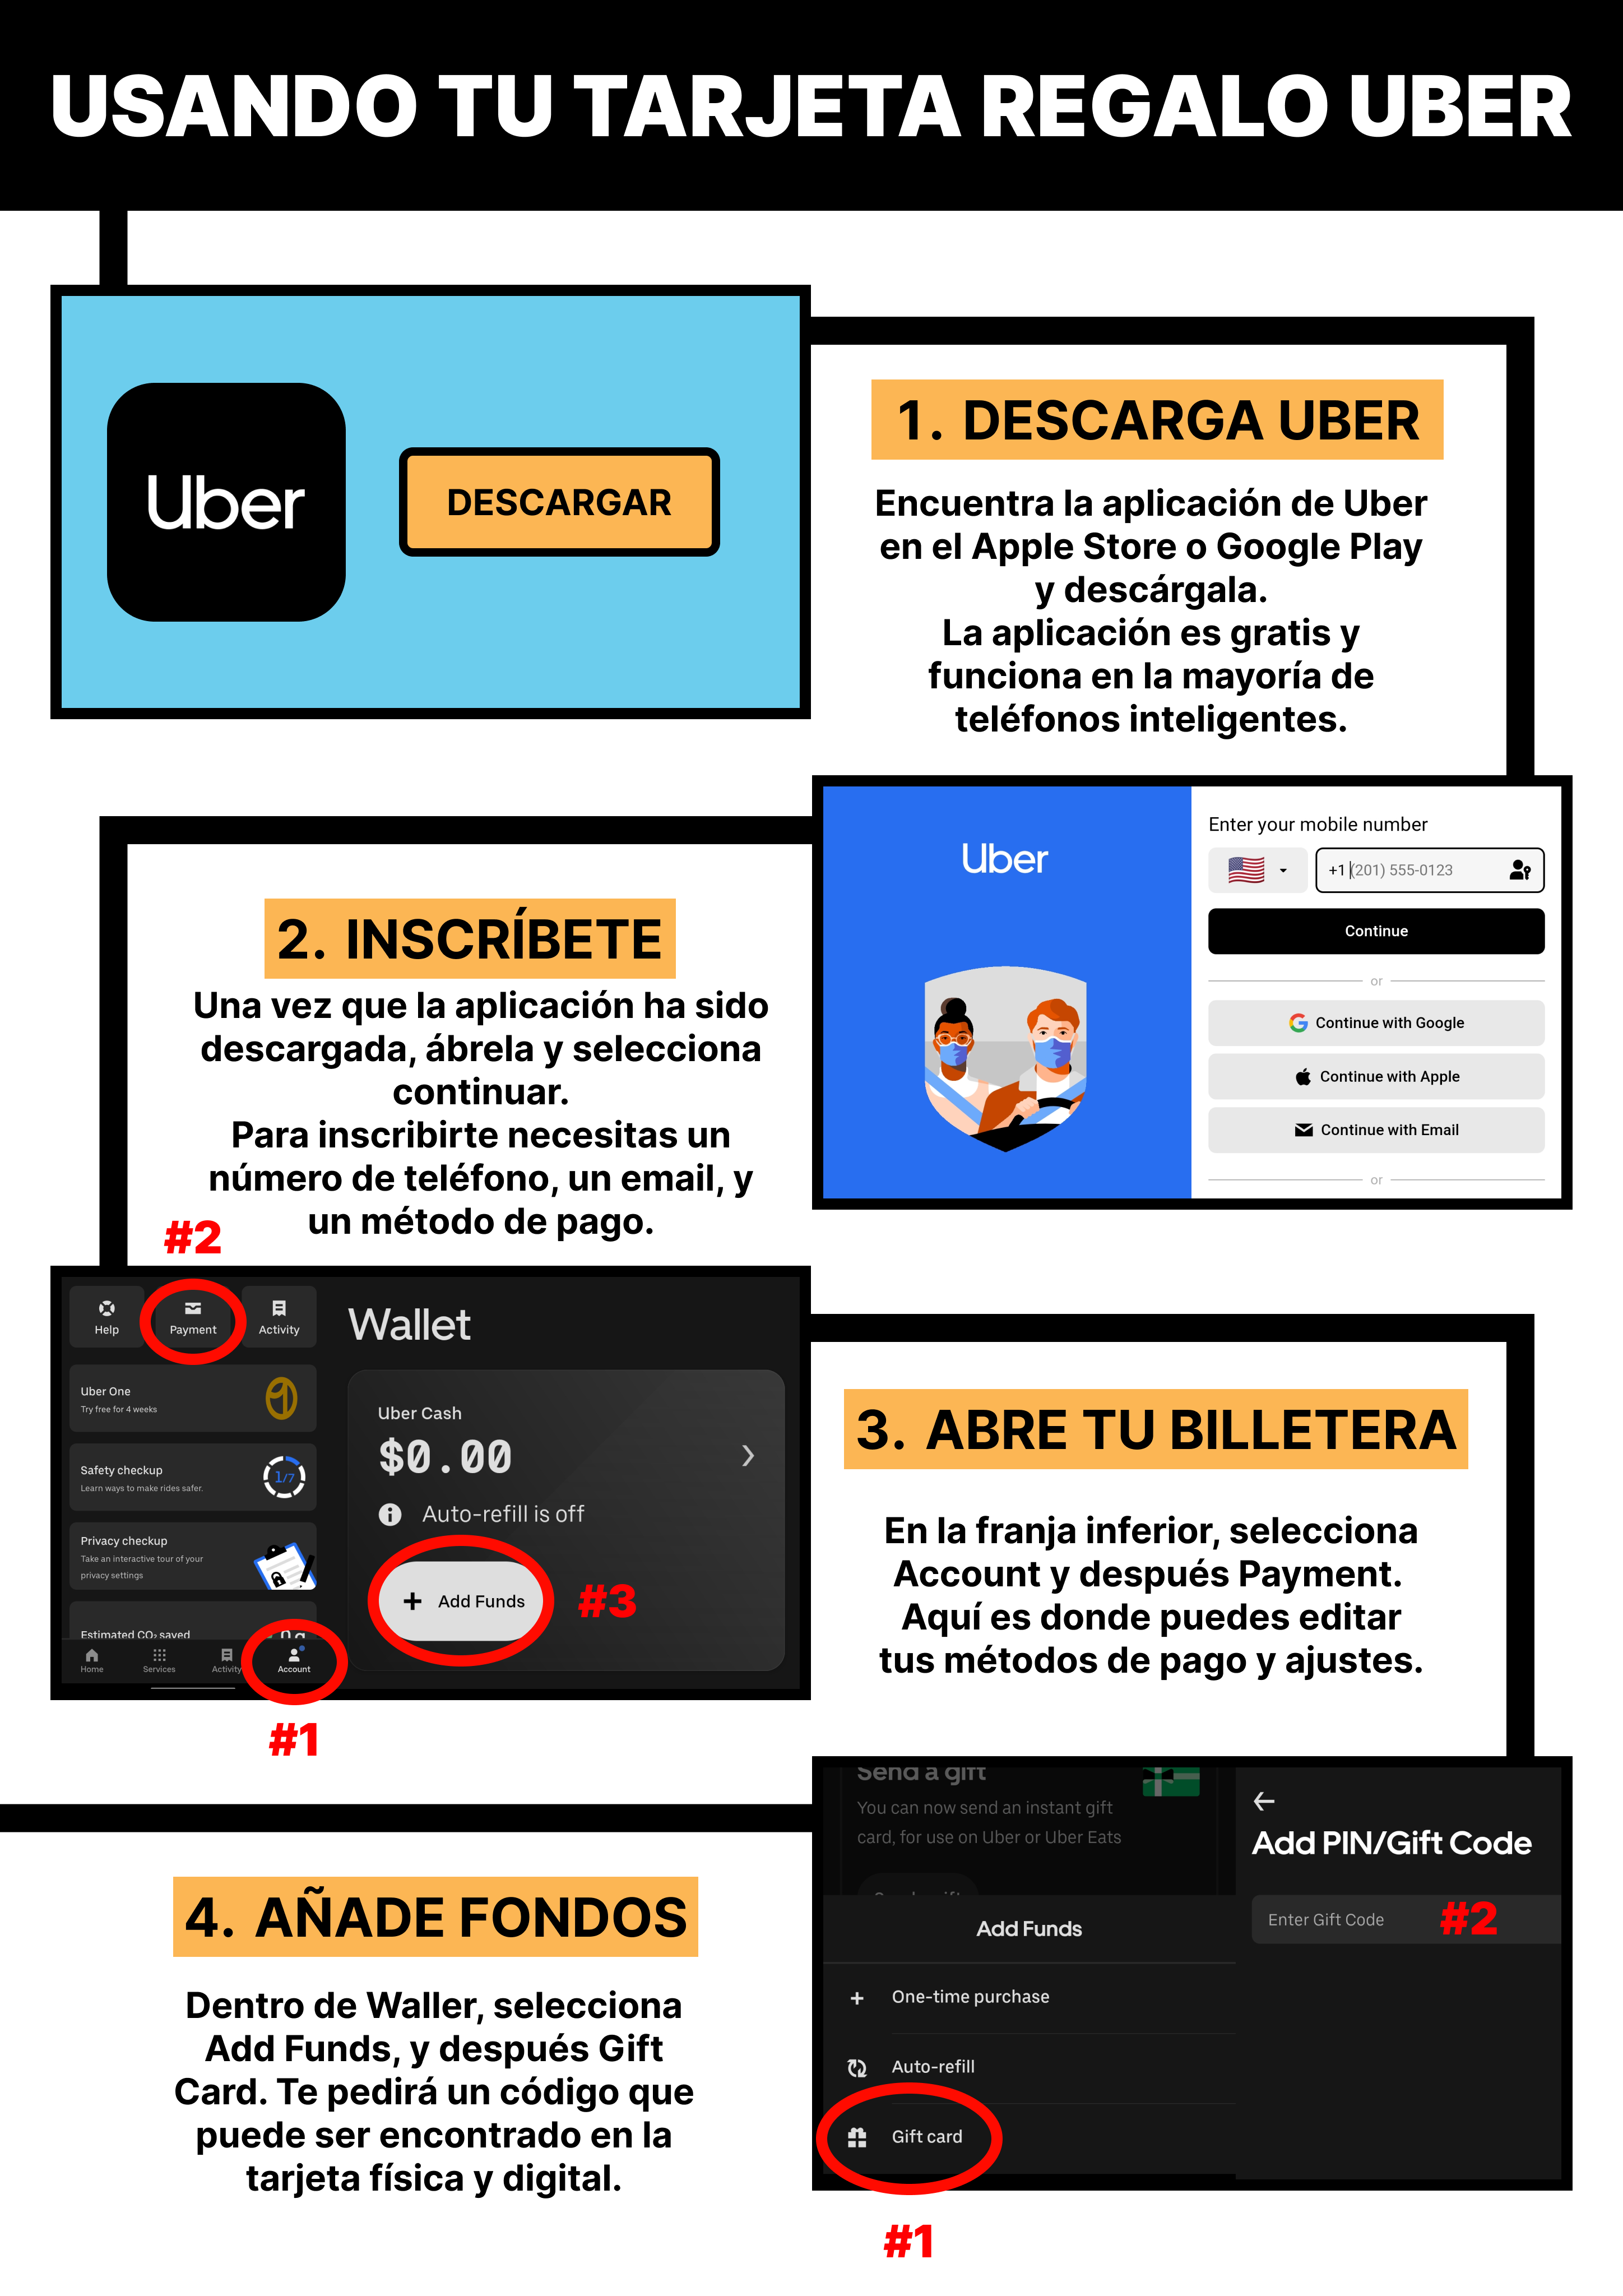 USANDO TU TARJETA REGALO UBER
Uber
DESCARGAR
1. DESCARGA UBER
Encuentra la aplicación de Uber
en el Apple Store o Google Play
y descárgala.
La aplicación es gratis y
funciona en la mayoría de
teléfonos inteligentes.
2. INSCRÍBETE
Una vez que la aplicación ha sido
descargada, ábrela y selecciona
continuar.
Para inscribirte necesitas un
número de teléfono, un email, y
un método de pago.
Uber
Enter your mobile number
+1 (201) 555-0123
Continue
or
Continue with Google
Continue with Apple
Continue with Email
or
#2
Help
Payment
Activity
Uber One
Try free for 4 weeks
Safety checkup
Learn ways to make rides safer.
1/7
Privacy checkup
Take an interactive tour of your
privacy settings
Estimated CO₂ saved
Home
Services
Activity
Account
#1
Wallet
Uber Cash
$0.00
Auto-refill is off
+ Add Funds
#3
3. ABRE TU BILLETERA
En la franja inferior, selecciona
Account y después Payment.
Aquí es donde puedes editar
tus métodos de pago y ajustes.
4. AÑADE FONDOS
Dentro de Waller, selecciona
Add Funds, y después Gift
Card. Te pedirá un código que
puede ser encontrado en la
tarjeta física y digital.
Send a gift
You can now send an instant gift
card, for use on Uber or Uber Eats
Add Funds
+ One-time purchase
Auto-refill
Gift card
#1
Add PIN/Gift Code
Enter Gift Code
#2